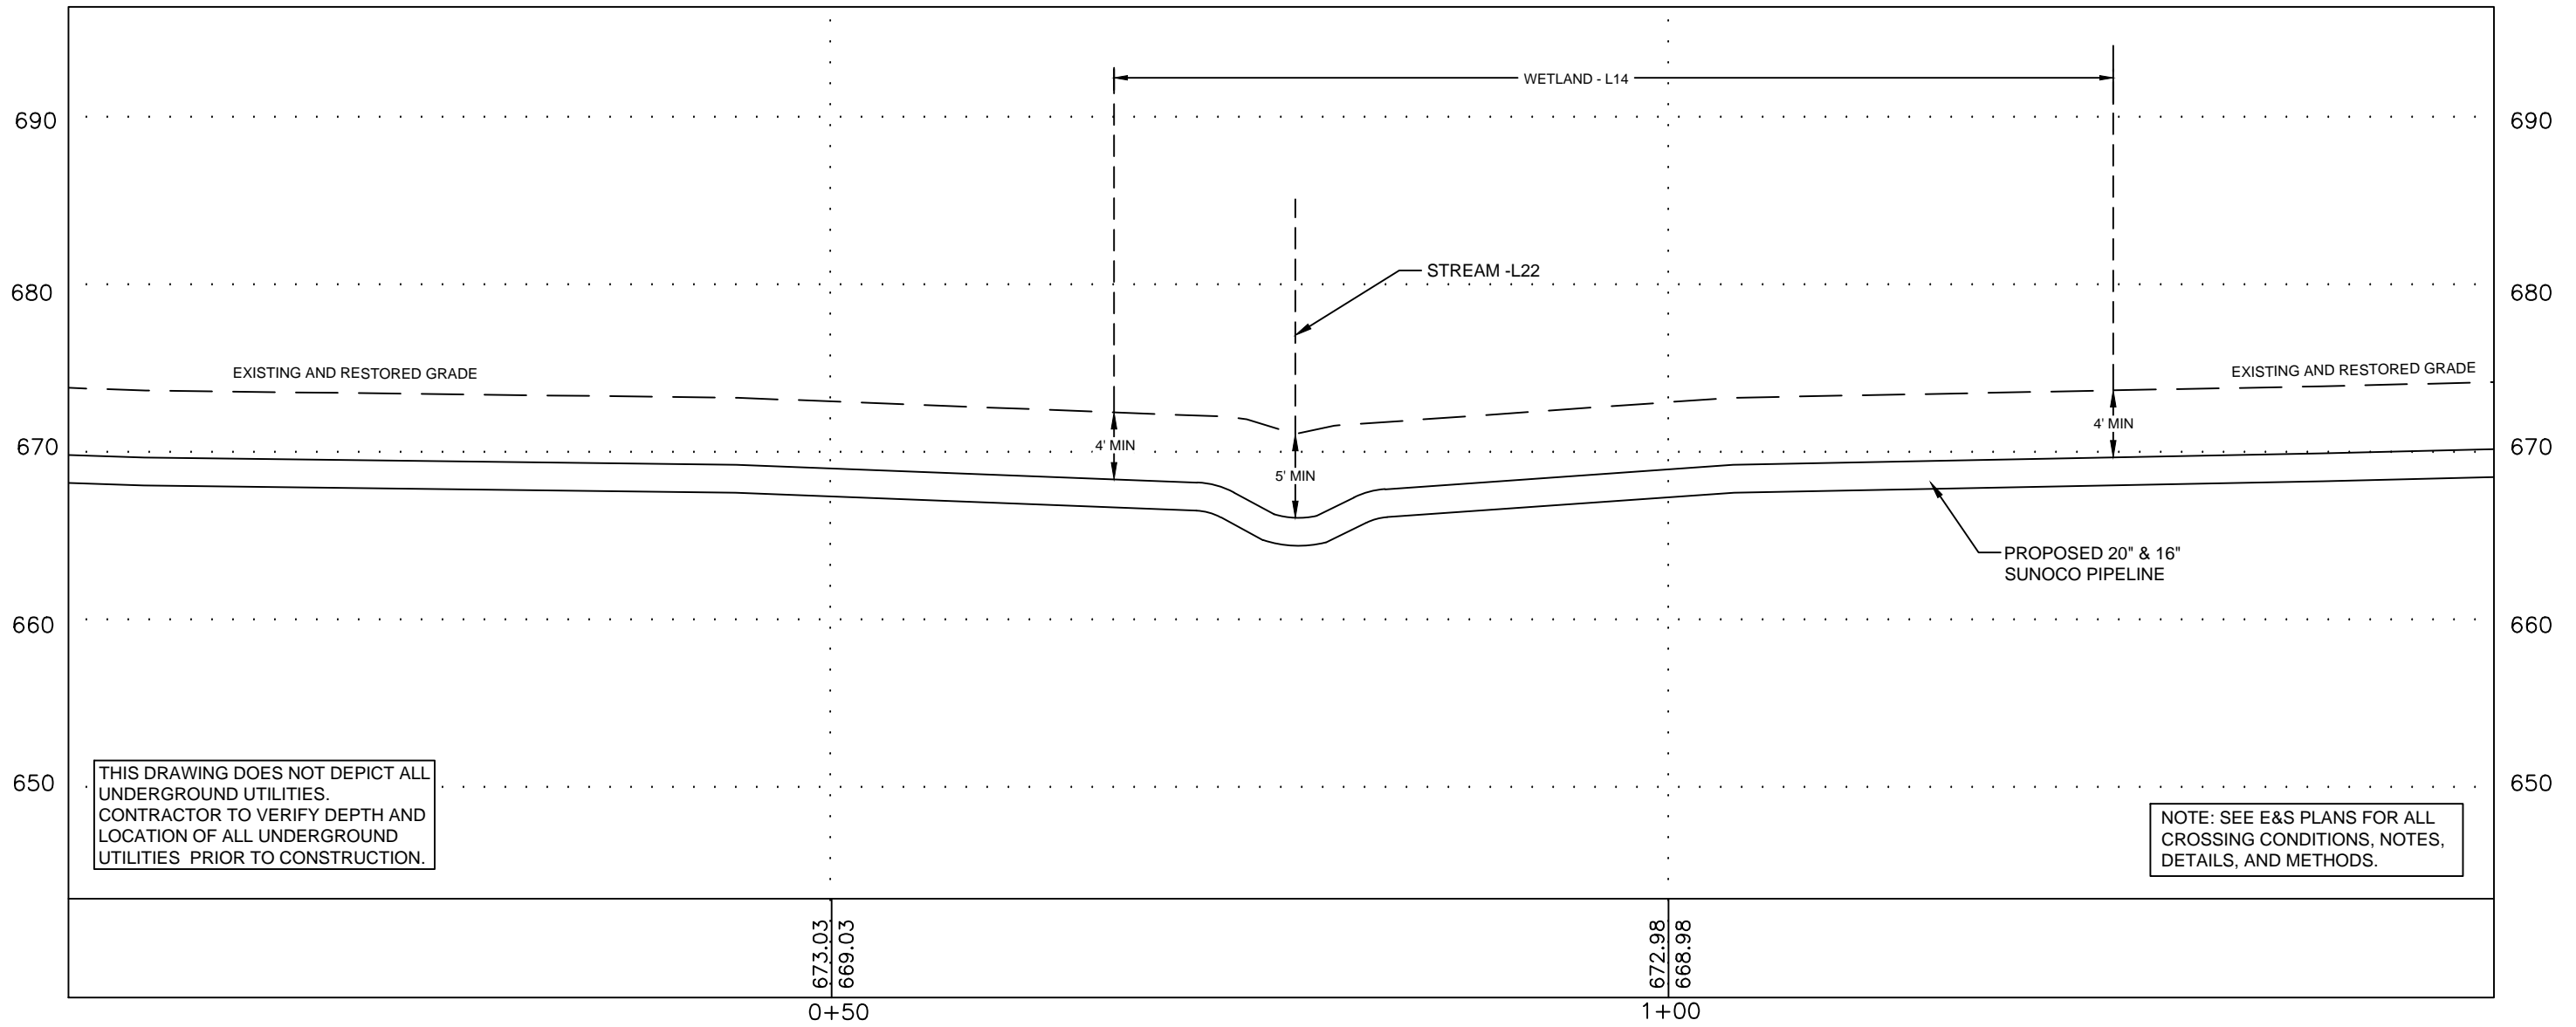 WETLAND - L14
690
690
STREAM -L22
680
680
EXISTING AND RESTORED GRADE
EXISTING AND RESTORED GRADE
4' MIN
670
4' MIN
670
5' MIN
PROPOSED 20" & 16"
SUNOCO PIPELINE
660
660
650
650
THIS DRAWING DOES NOT DEPICT ALL
UNDERGROUND UTILITIES.
CONTRACTOR TO VERIFY DEPTH AND
LOCATION OF ALL UNDERGROUND
UTILITIES  PRIOR TO CONSTRUCTION.
NOTE: SEE E&S PLANS FOR ALL
CROSSING CONDITIONS, NOTES,
DETAILS, AND METHODS.
673.03
669.03
672.98
668.98
0+50
1+00